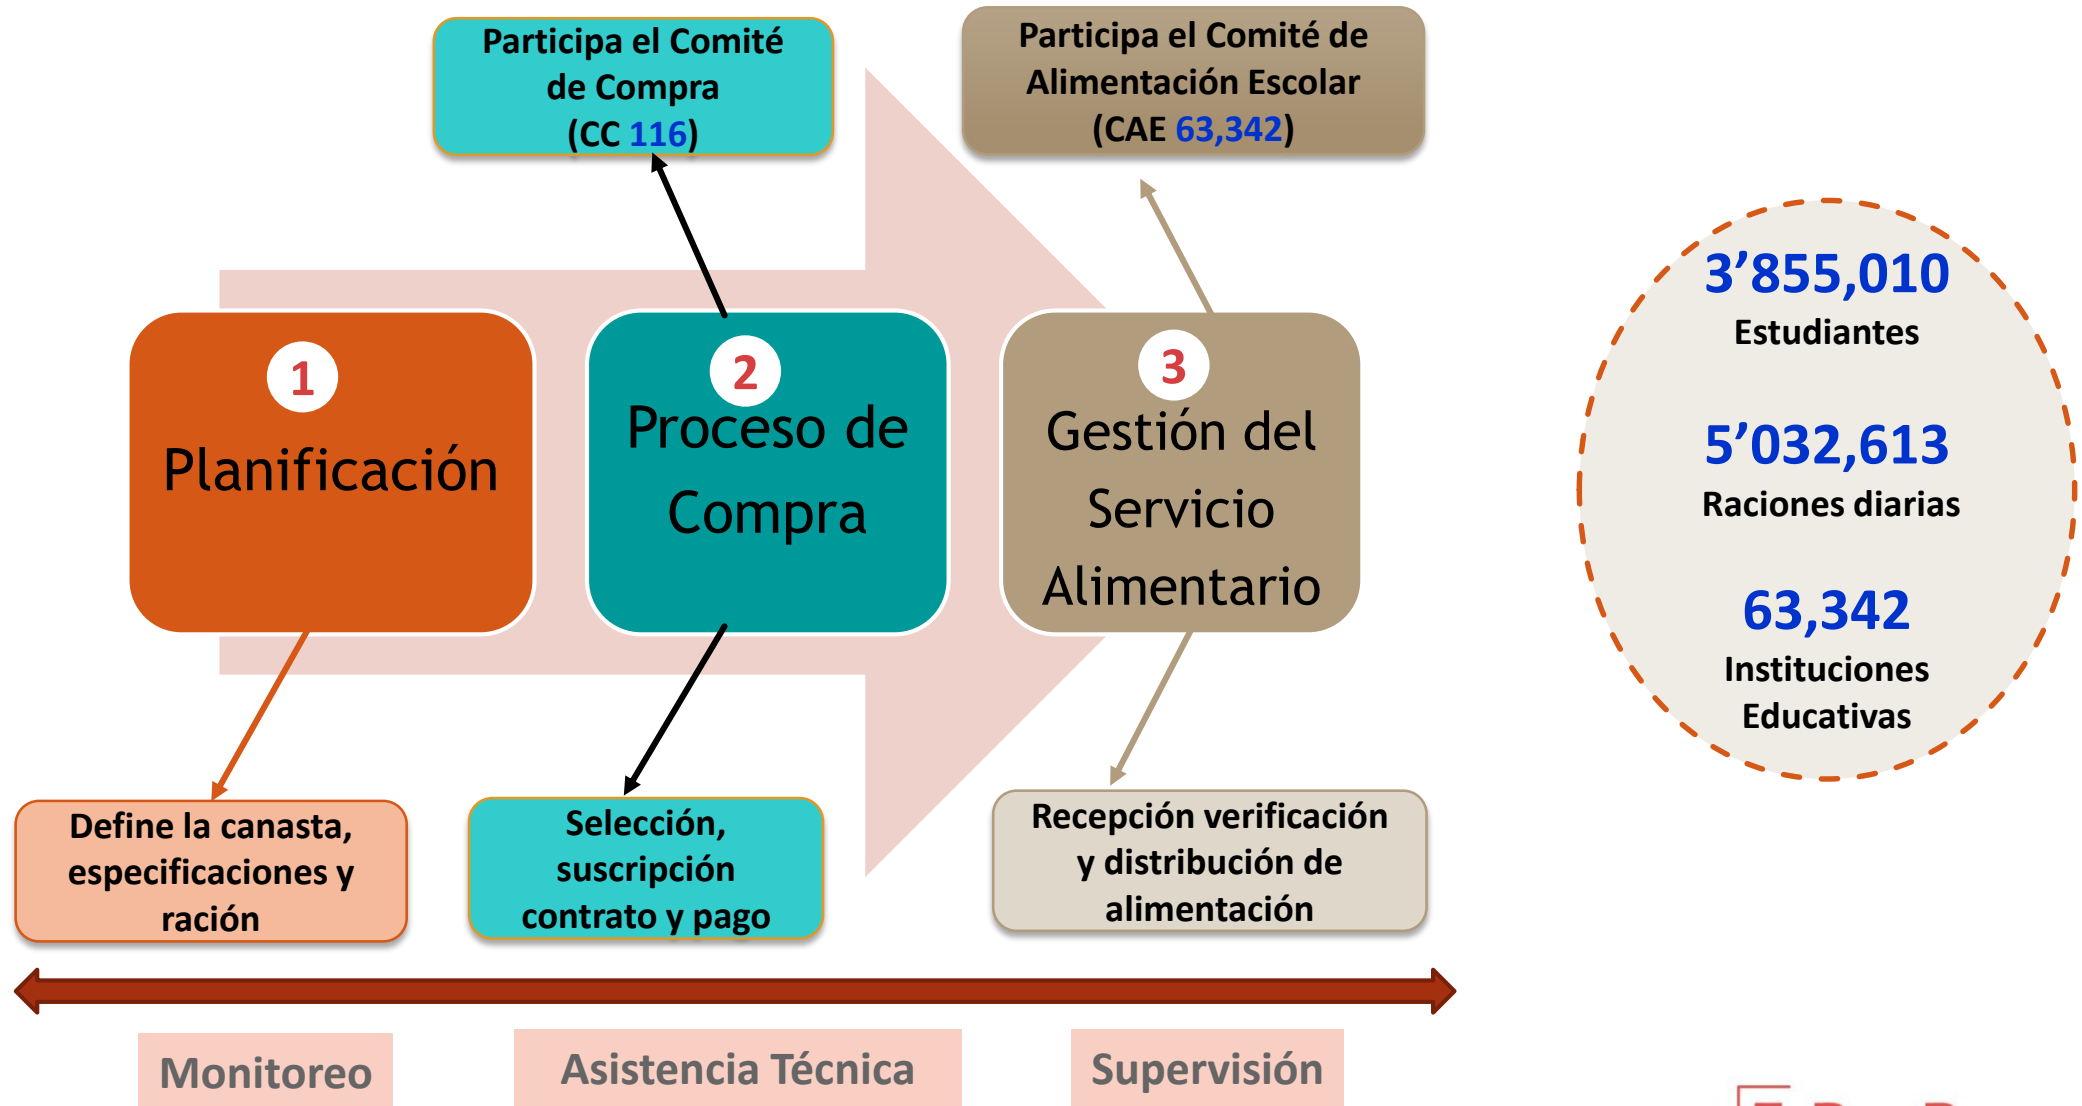 Participa el Comité
de Compra
(CC 116)
Participa el Comité de
Alimentación Escolar
(CAE 63,342)
1
Planificación
2
Proceso de
Compra
3
Gestión del
Servicio
Alimentario
Define la canasta,
especificaciones y
ración
Selección,
suscripción
contrato y pago
Recepción verificación
y distribución de
alimentación
Monitoreo
Asistencia Técnica
Supervisión
3’855,010
Estudiantes
5’032,613
Raciones diarias
63,342
Instituciones
Educativas